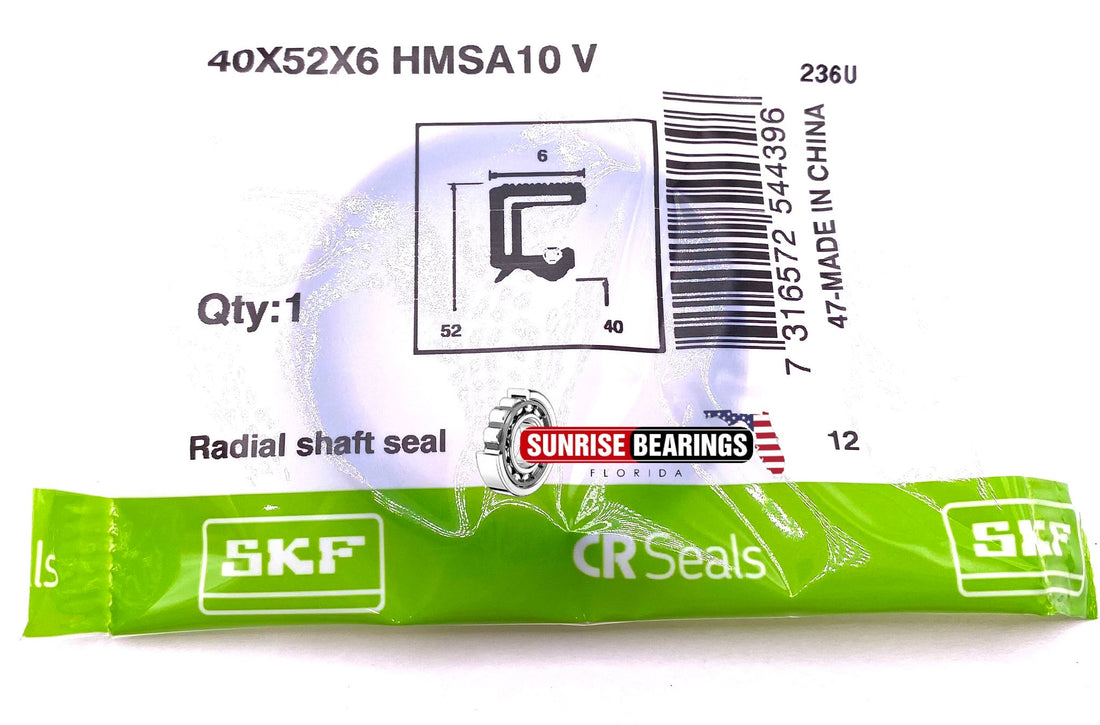 40X52X6 HMSA10 V
236U
6
52
40
7 316572 544396
47-MADE IN CHINA
Qty:1
Radial shaft seal
12
SUNRISE BEARINGS
FLORIDA
ls
SKF
CR Seals
SKF